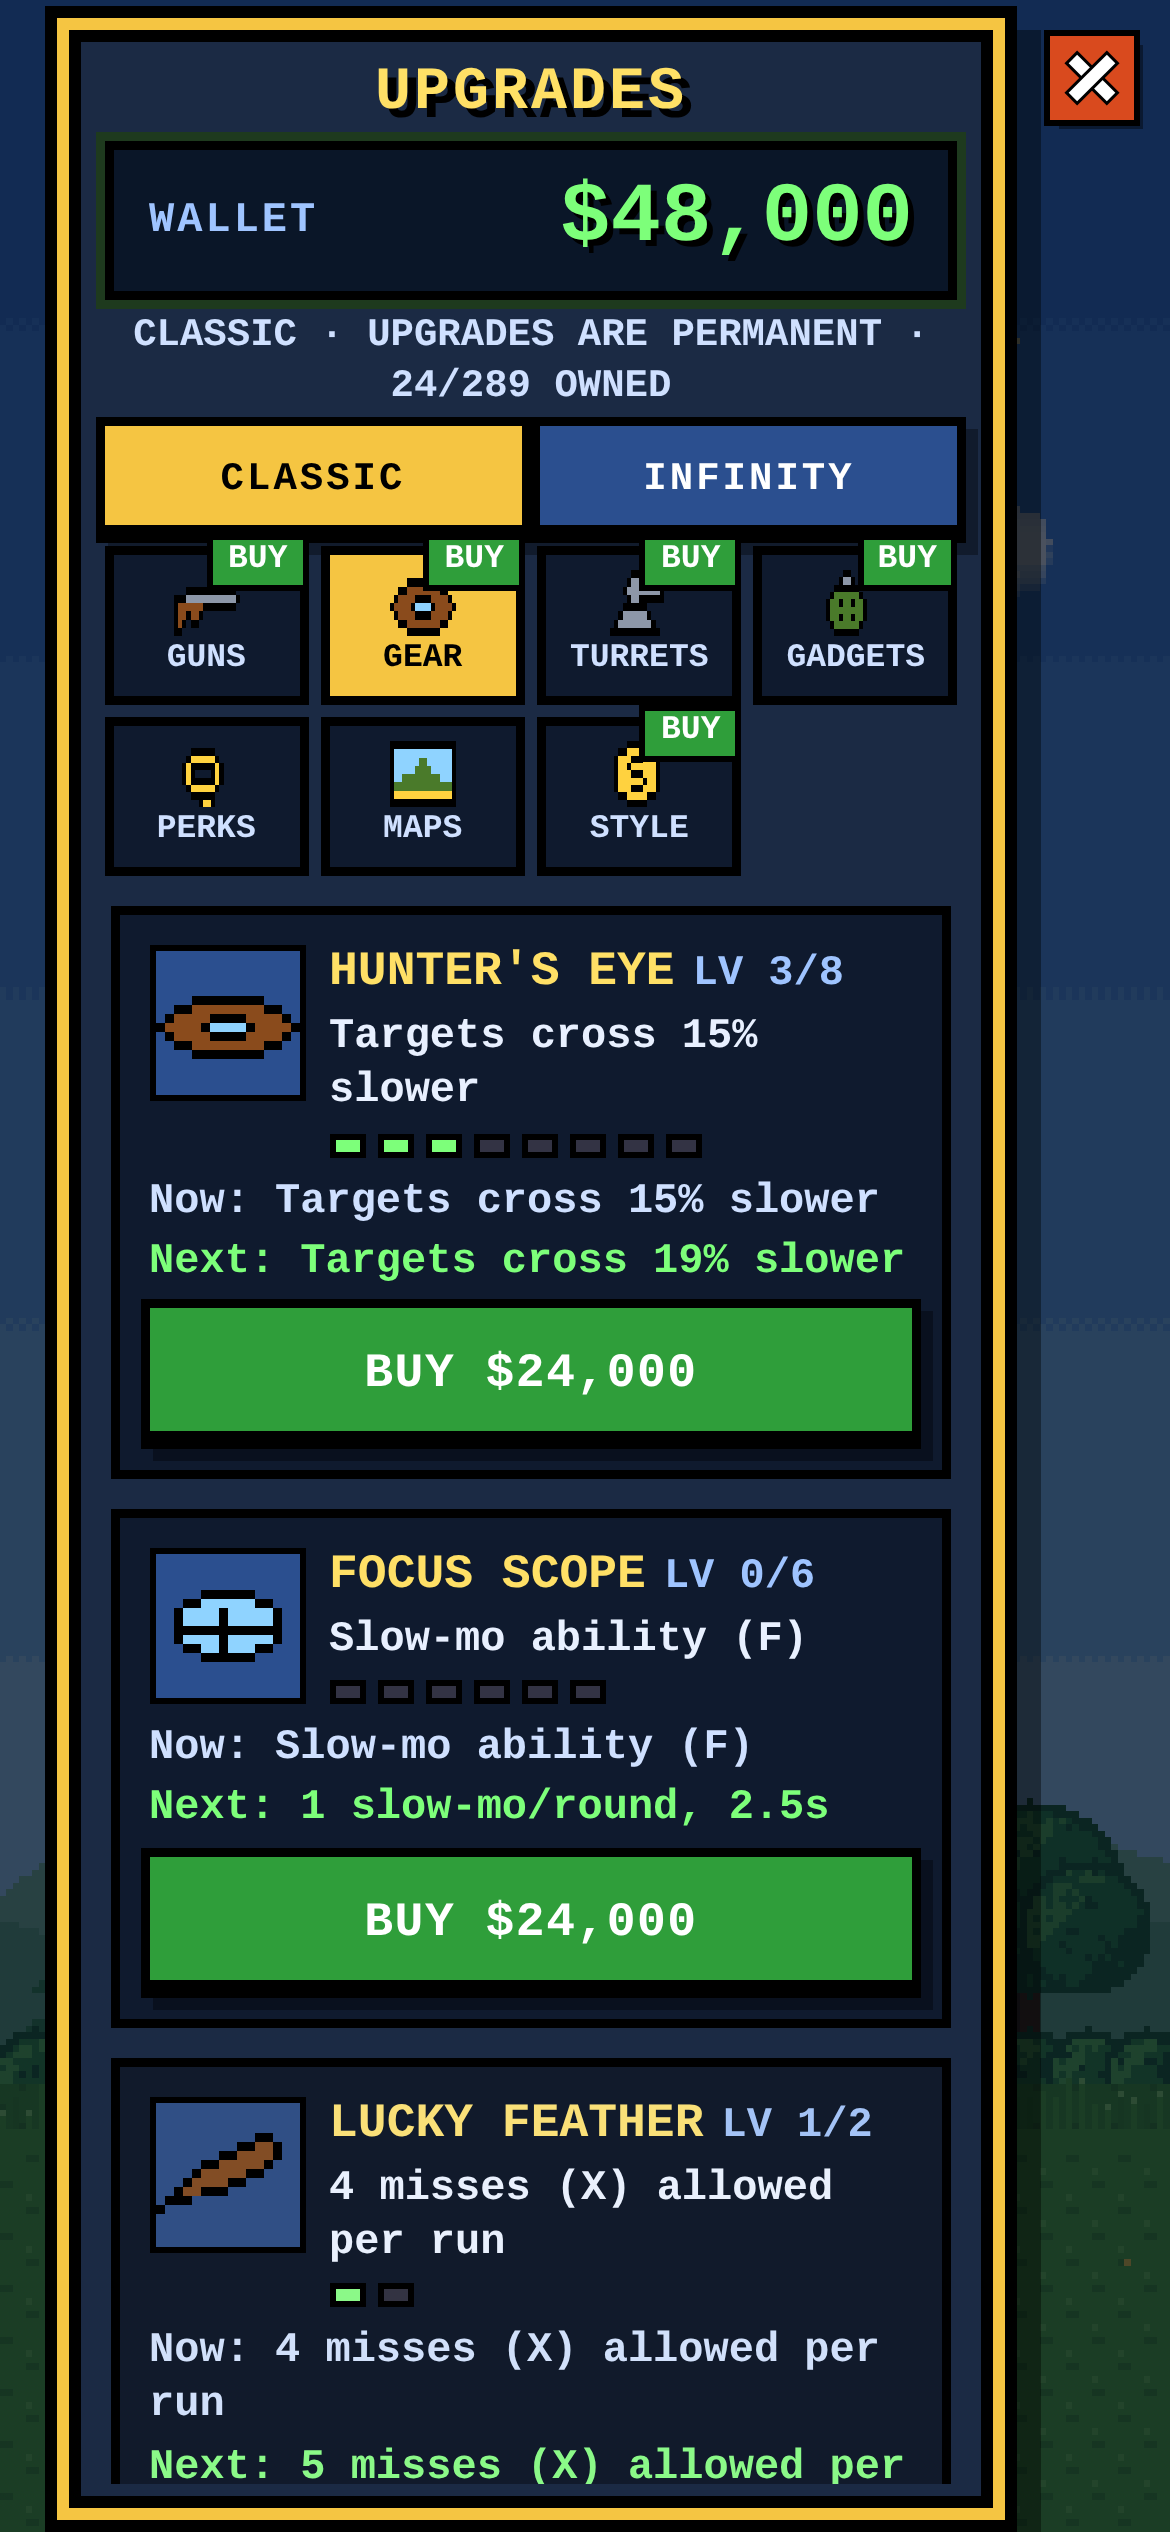 UPGRADES
WALLET $48,000
CLASSIC · UPGRADES ARE PERMANENT ·
24/289 OWNED
CLASSIC INFINITY
BUY BUY BUY BUY
GUNS GEAR TURRETS GADGETS
BUY
PERKS MAPS STYLE
HUNTER'S EYE LV 3/8
Targets cross 15%
slower
Now: Targets cross 15% slower
Next: Targets cross 19% slower
BUY $24,000
FOCUS SCOPE LV 0/6
Slow-mo ability (F)
Now: Slow-mo ability (F)
Next: 1 slow-mo/round, 2.5s
BUY $24,000
LUCKY FEATHER LV 1/2
4 misses (X) allowed
per run
Now: 4 misses (X) allowed per
run
Next: 5 misses (X) allowed per